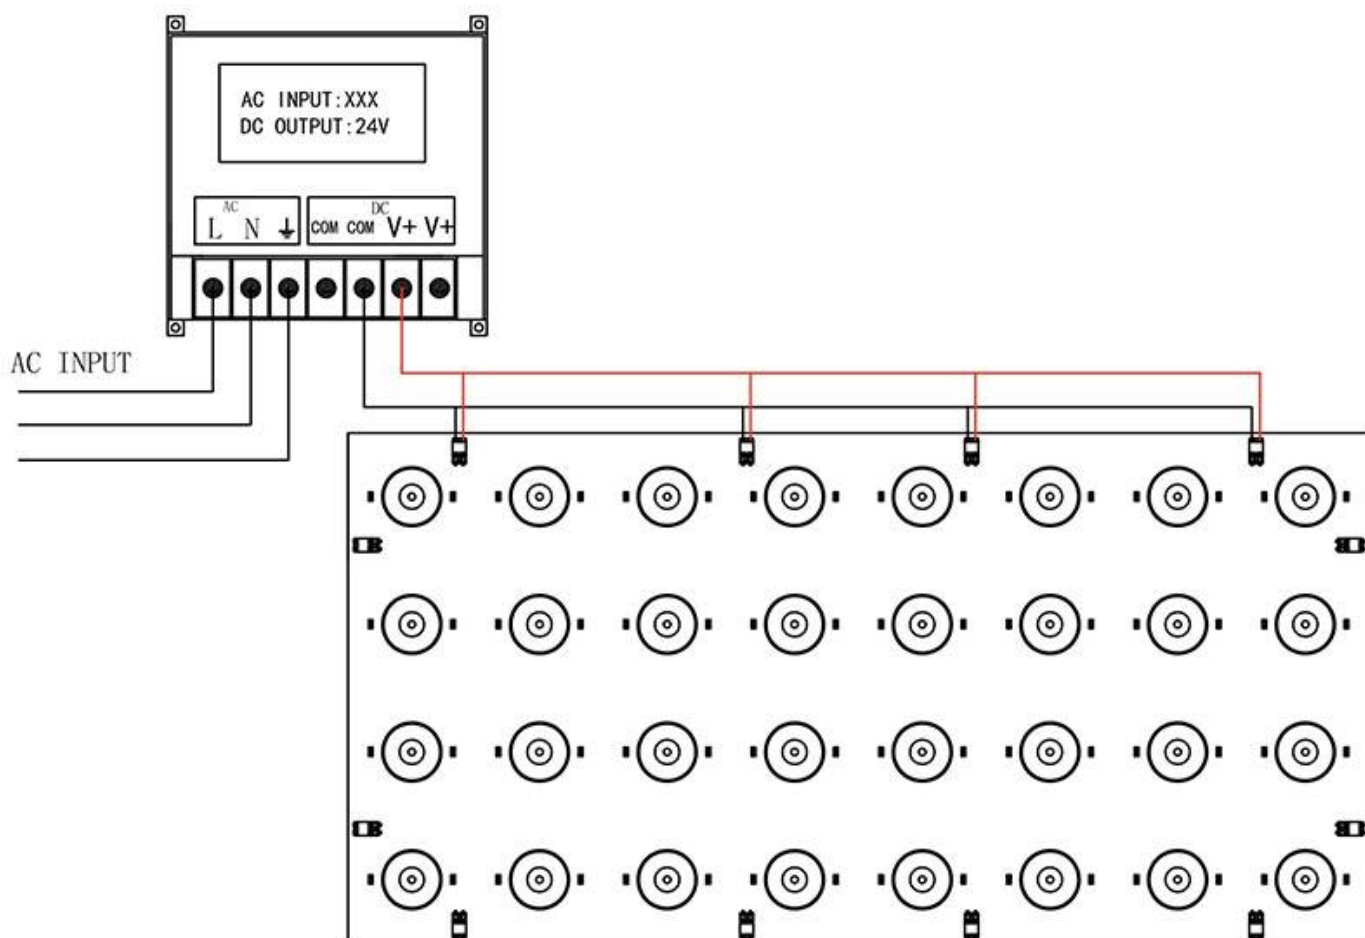 AC INPUT:XXX
DC OUTPUT:24V
AC
DC
L N COM COM V+ V+
AC INPUT